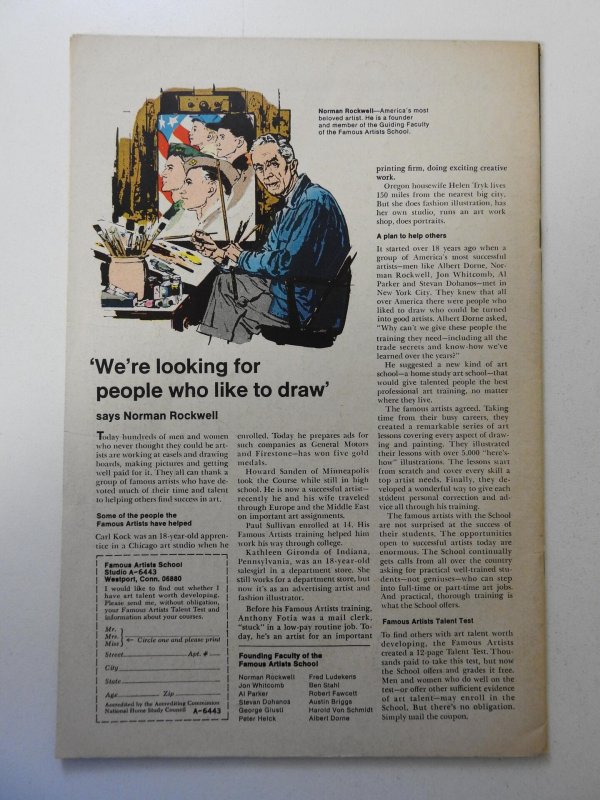 Norman Rockwell—America's most
beloved artist. He is a founder
and member of the Guiding Faculty
of the Famous Artists School.
'We're looking for
people who like to draw'
says Norman Rockwell
Today hundreds of men and women
who never thought they could be art-
ists are working at easels and drawing
boards, making pictures and getting
well paid for it. They all can thank a
group of famous artists who have de-
voted much of their time and talent
to helping others find success in art.
Some of the people the
Famous Artists have helped
Carl Kock was an 18-year-old appren-
tice in a Chicago art studio when he
enrolled. Today he prepares ads for
such companies as General Motors
and Firestone—has won five gold
medals.
Howard Sanden of Minneapolis
took the Course while still in high
school. He is now a successful artist—
recently he and his wife traveled
through Europe and the Middle East
on important art assignments.
Paul Sullivan enrolled at 14. His
Famous Artists training helped him
work his way through college.
Kathleen Gironda of Indiana,
Pennsylvania, was an 18-year-old
salesgirl in a department store. She
still works for a department store, but
now it's as an advertising artist and
fashion illustrator.
Before his Famous Artists training,
Anthony Fotia was a mail clerk,
"stuck" in a low-pay routine job. To-
day, he's an artist for an important
printing firm, doing exciting creative
work.
Oregon housewife Helen Tryk lives
150 miles from the nearest big city.
But she does fashion illustration, has
her own studio, runs an art work
shop, does portraits.
A plan to help others
It started over 18 years ago when a
group of America's most successful
artists—men like Albert Dorne, Nor-
man Rockwell, Jon Whitcomb, Al
Parker and Stevan Dohanos—met in
New York City. They knew that all
over America there were people who
liked to draw who could be turned
into good artists. Albert Dorne asked,
"Why can't we give these people the
training they need—including all the
trade secrets and know-how we've
learned over the years?"
He suggested a new kind of art
school—a home study art school—that
would give talented people the best
professional art training, no matter
where they live.
The famous artists agreed. Taking
time from their busy careers, they
created a remarkable series of art
lessons covering every aspect of draw-
ing and painting. They illustrated
their lessons with over 5,000 "here's-
how" illustrations. The lessons start
from scratch and cover every skill a
top artist needs. Finally, they de-
veloped a wonderful way to give each
student personal correction and ad-
vice all through his training.
The famous artists with the School
are not surprised at the success of
their students. The opportunities
open to successful artists today are
enormous. The School continually
gets calls from all over the country
asking for practical well-trained stu-
dents—not geniuses—who can step
into full-time or part-time art jobs.
And practical, thorough training is
what the School offers.
Famous Artists Talent Test
To find others with art talent worth
developing, the Famous Artists
created a 12-page Talent Test. Thou-
sands paid to take this test, but now
the School offers and grades it free.
Men and women who do well on the
test—or offer other sufficient evidence
of art talent—may enroll in the
School. But there's no obligation.
Simply mail the coupon.
Famous Artists School
Studio A-6443
Westport, Conn. 06880
I would like to find out whether I
have art talent worth developing.
Please send me, without obligation,
your Famous Artists Talent Test and
information about your courses.
Mr.
Mrs. ← Circle one and please print
Miss
Street Apt. #
City
State
Age Zip
Accredited by the Accrediting Commission
National Home Study Council A-6443
Founding Faculty of the
Famous Artists School
Norman Rockwell
Jon Whitcomb
Al Parker
Stevan Dohanos
George Giusti
Peter Helck
Fred Ludekens
Ben Stahl
Robert Fawcett
Austin Briggs
Harold Von Schmidt
Albert Dorne